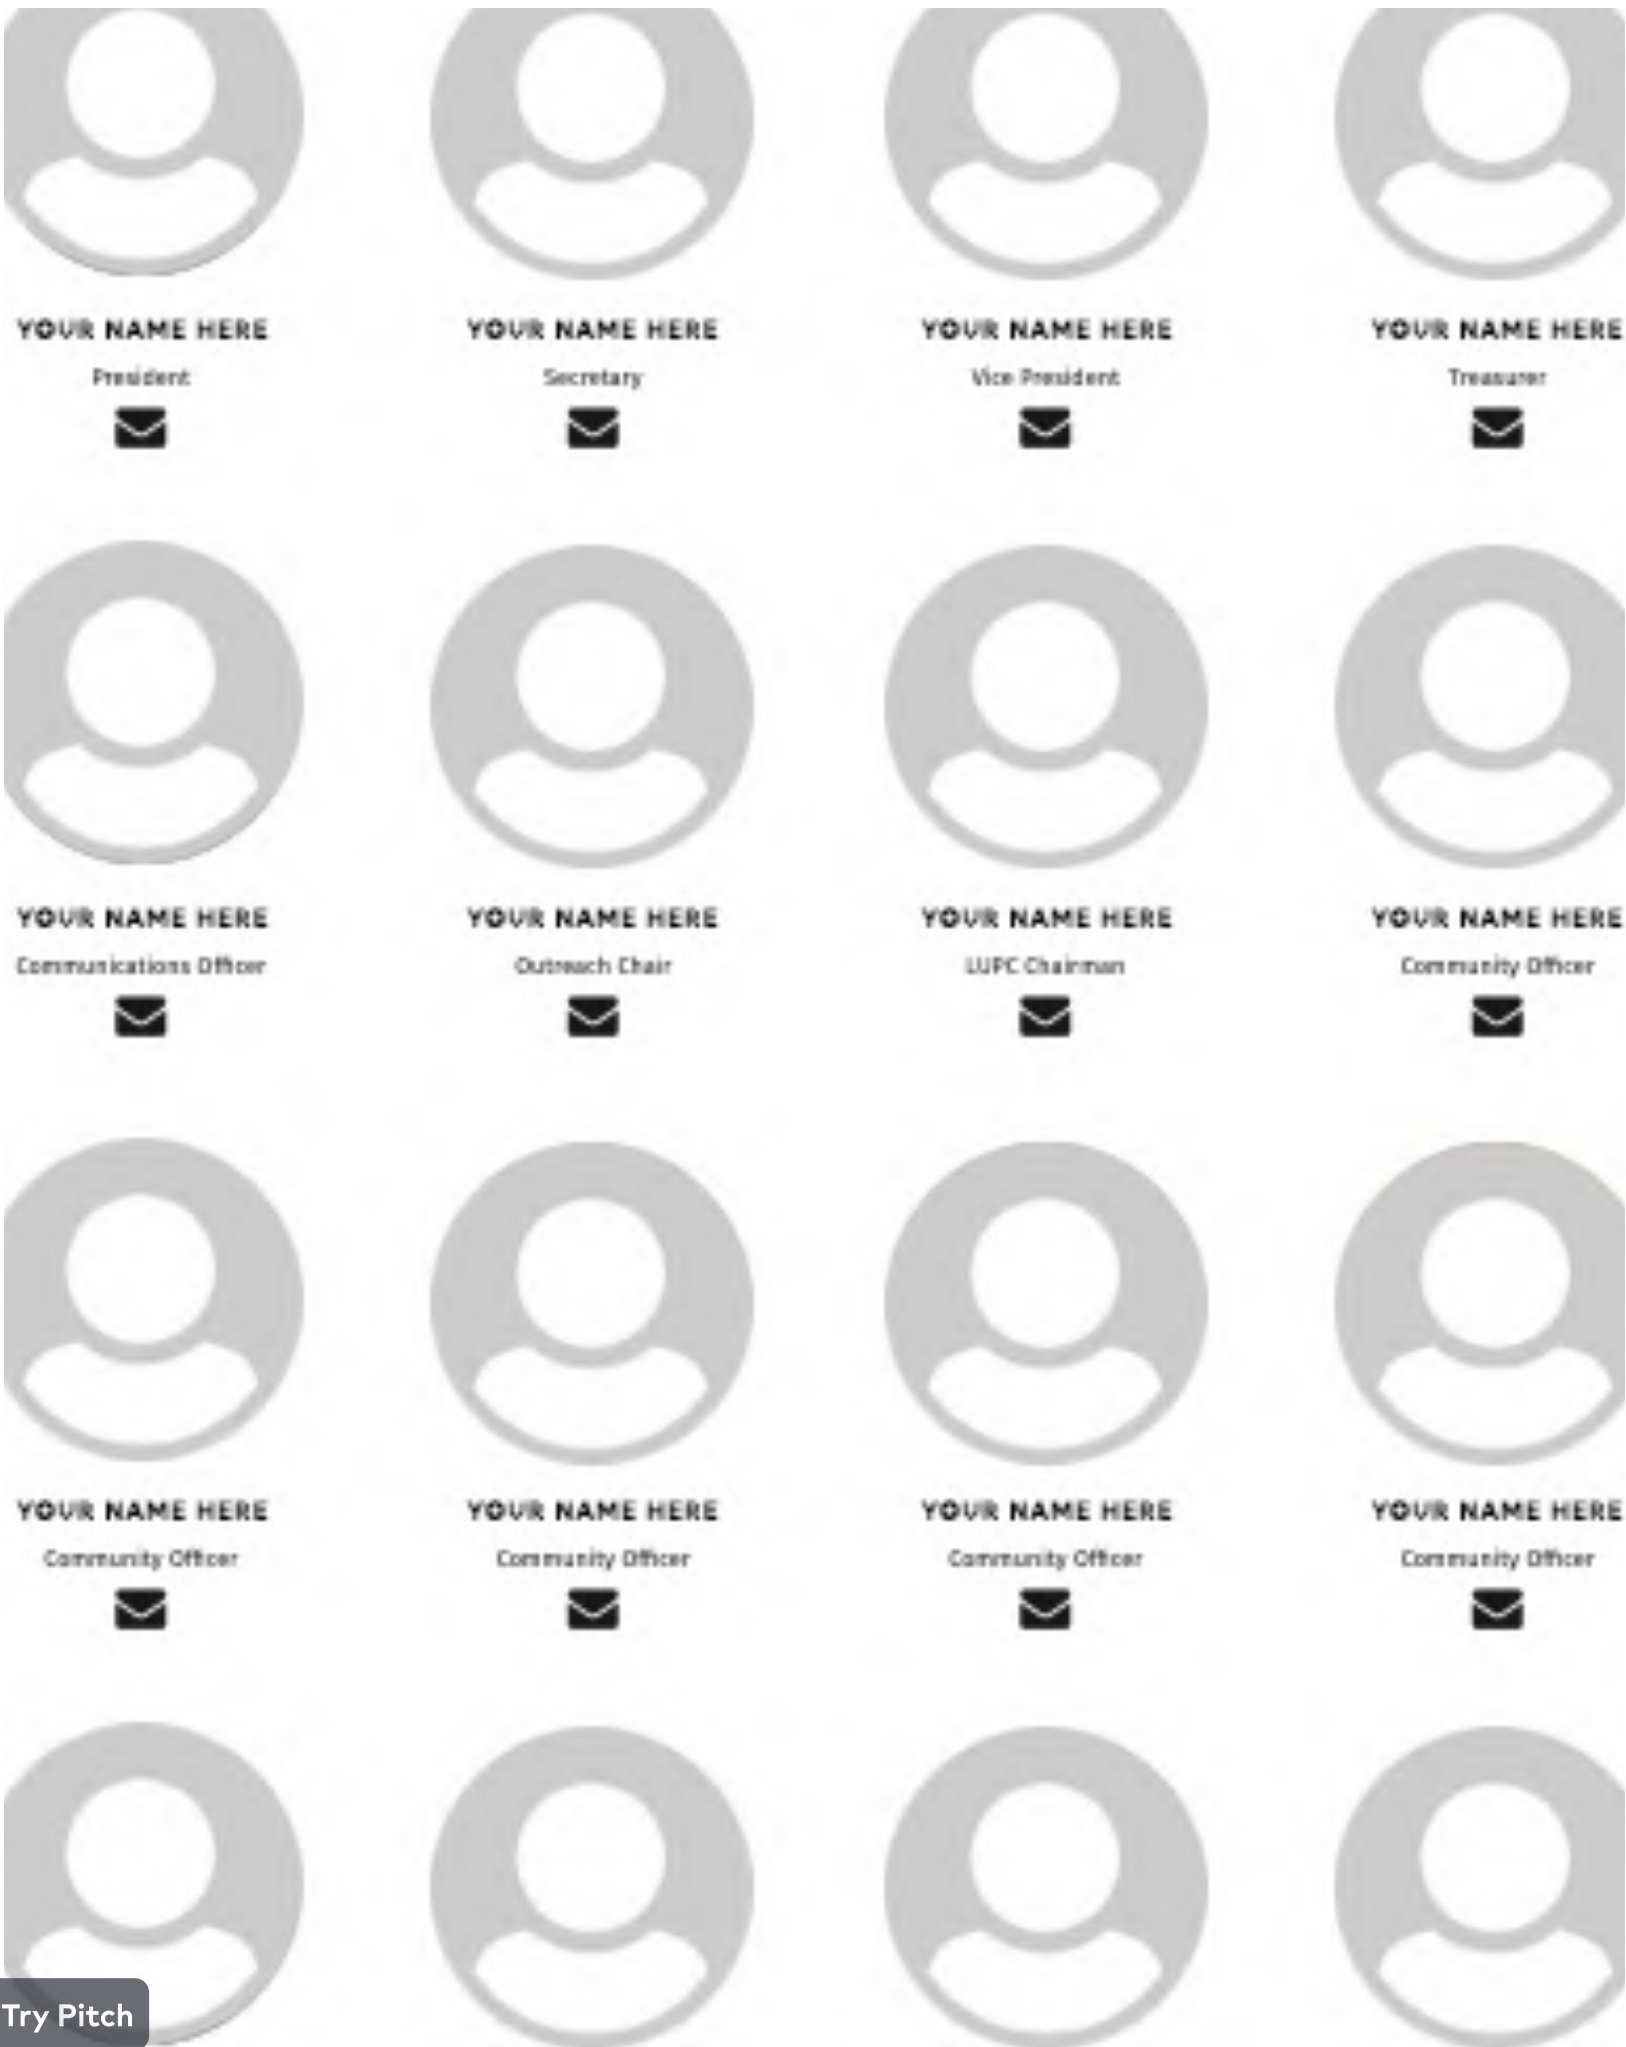 YOUR NAME HERE YOUR NAME HERE YOUR NAME HERE YOUR NAME HERE
President Secretary Vice President Treasurer
YOUR NAME HERE YOUR NAME HERE YOUR NAME HERE YOUR NAME HERE
Communications Officer Outreach Chair LUPC Chairman Community Officer
YOUR NAME HERE YOUR NAME HERE YOUR NAME HERE YOUR NAME HERE
Community Officer Community Officer Community Officer Community Officer
Try Pitch